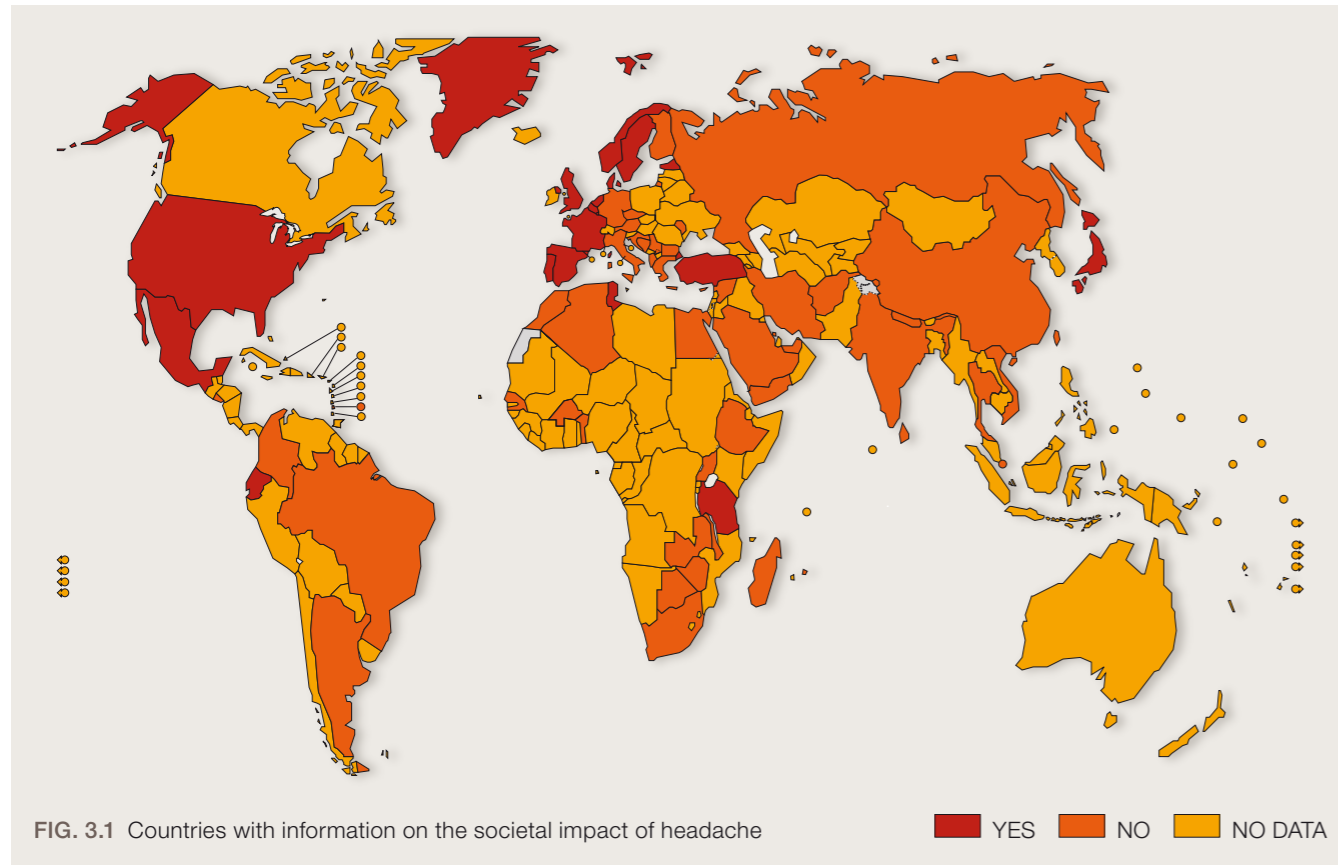 FIG. 3.1 Countries with information on the societal impact of headache
YES NO NO DATA